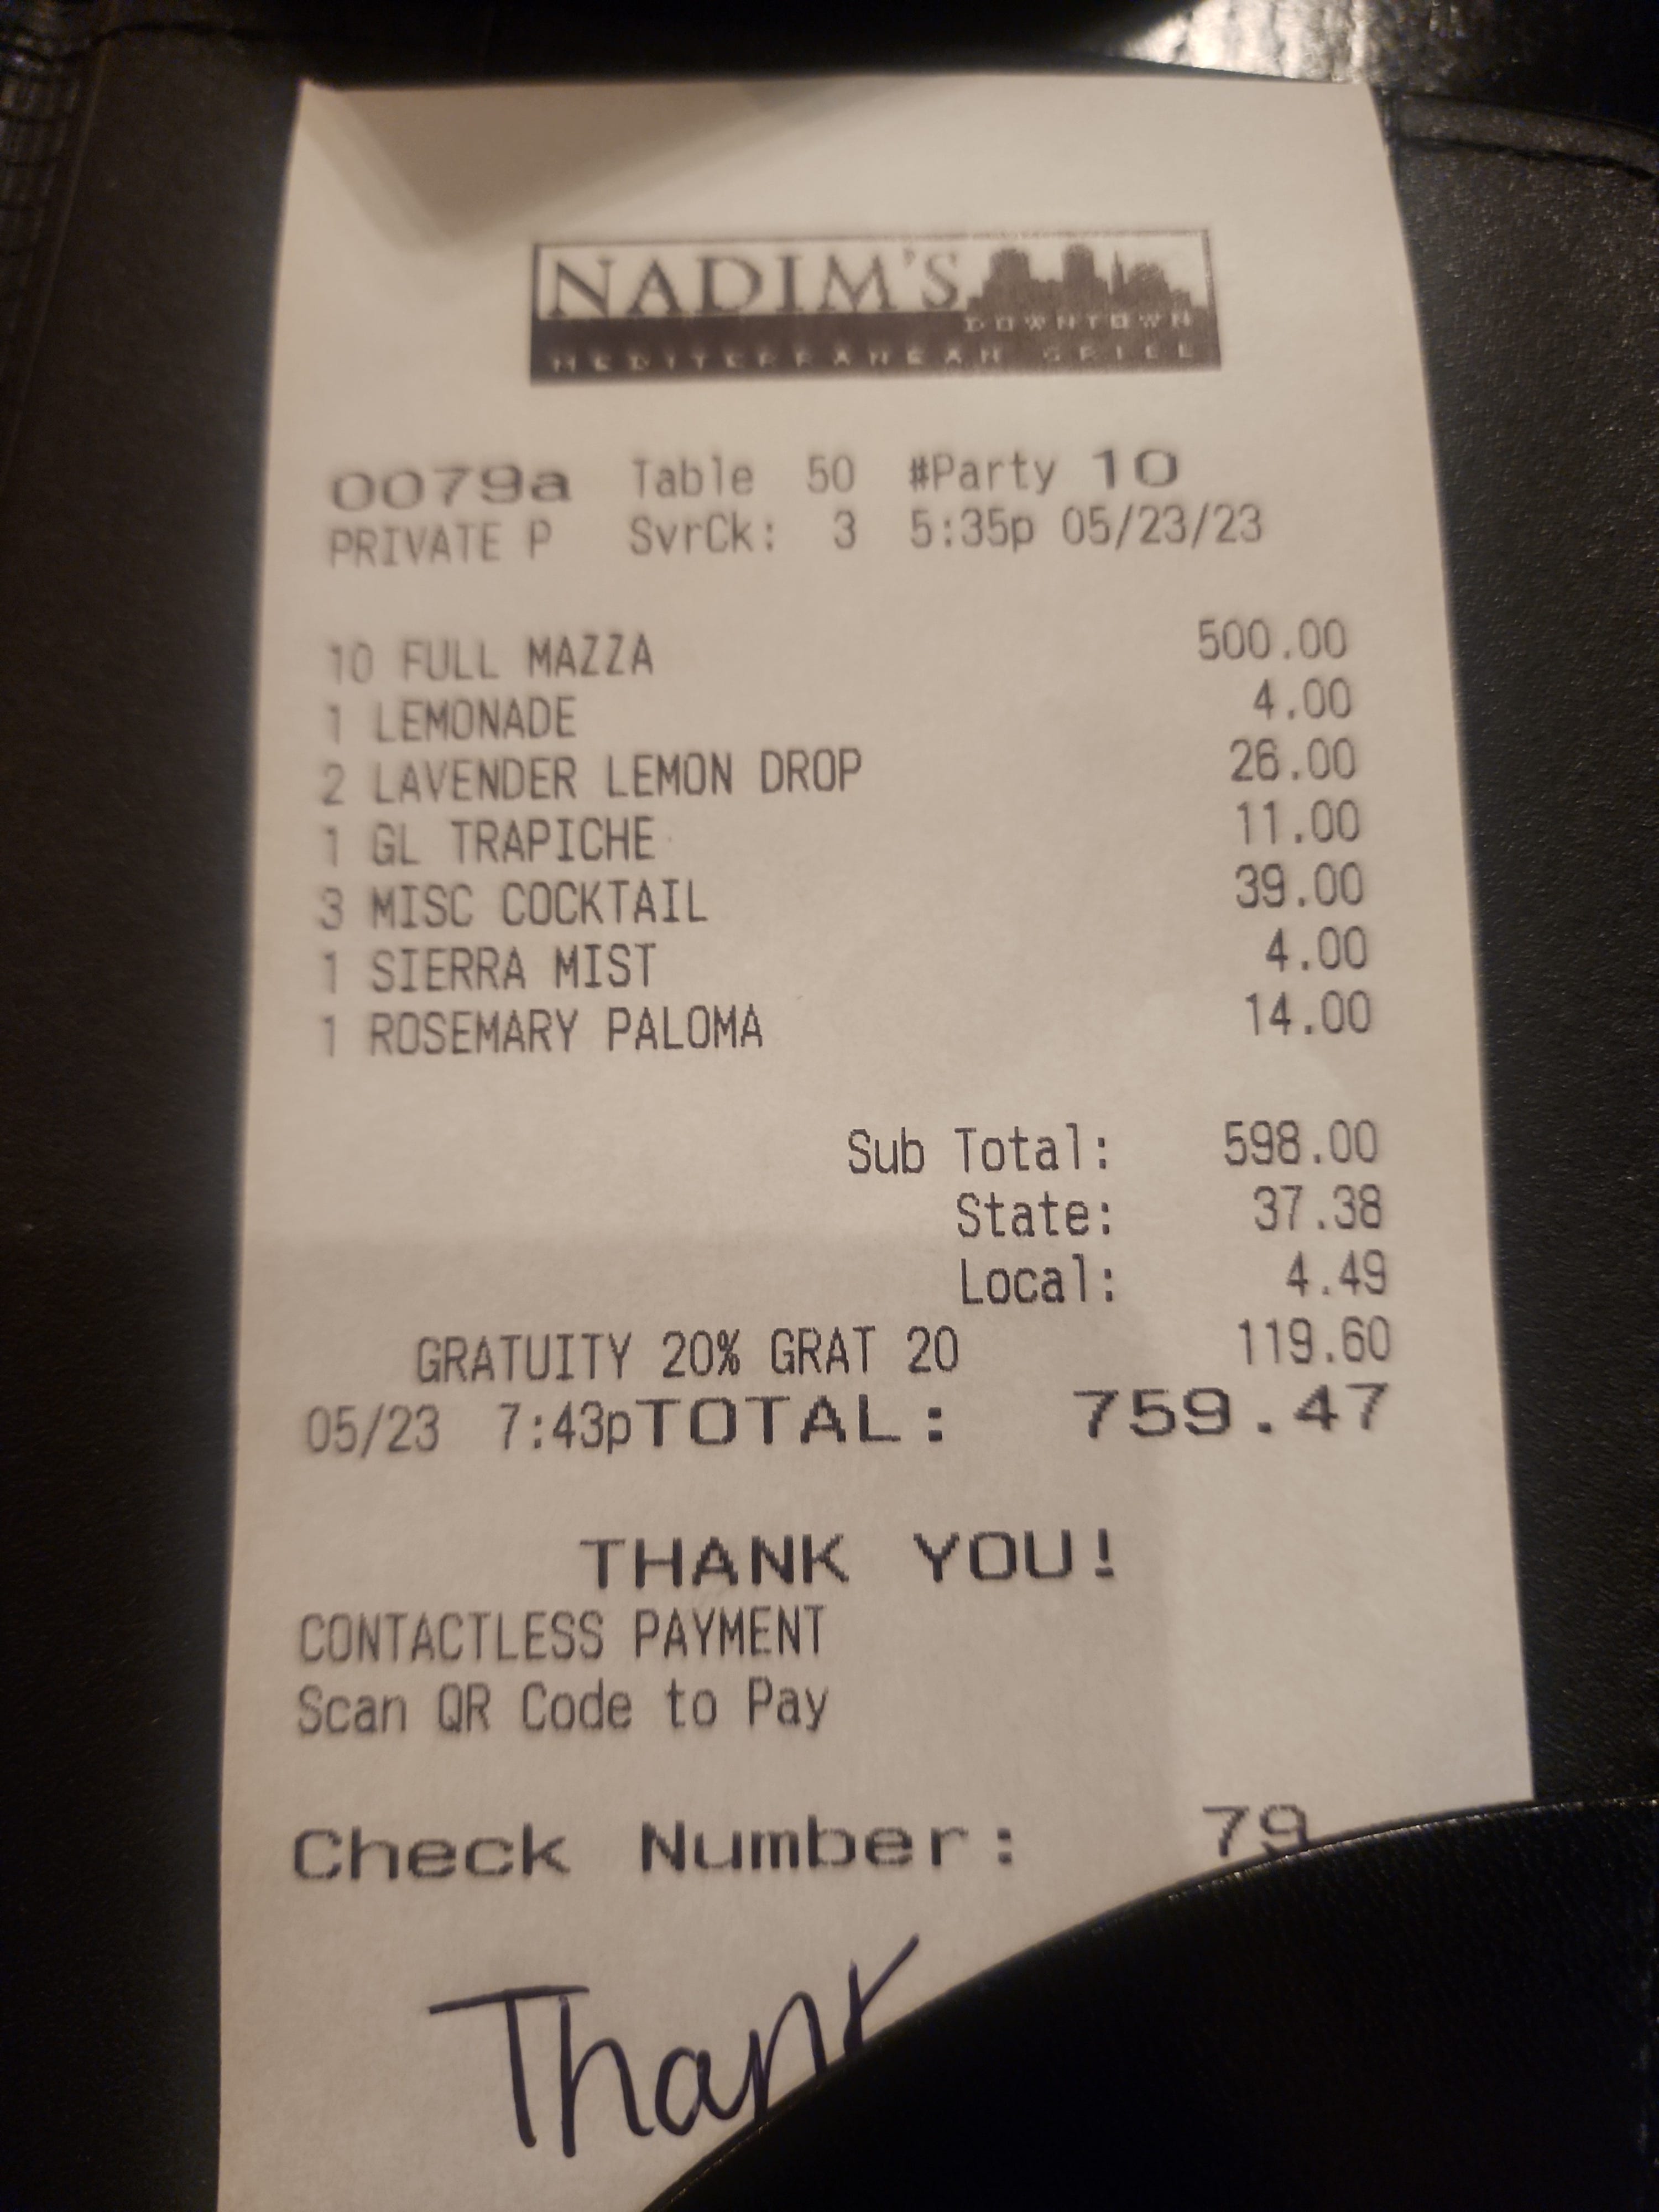 NADIM'S
DOWNTOWN
MEDITERRANEAN GRILL
0079a Table 50 #Party 10
PRIVATE P SvrCk: 3 5:35p 05/23/23
10 FULL MAZZA 500.00
1 LEMONADE 4.00
2 LAVENDER LEMON DROP 26.00
1 GL TRAPICHE 11.00
3 MISC COCKTAIL 39.00
1 SIERRA MIST 4.00
1 ROSEMARY PALOMA 14.00
Sub Total: 598.00
State: 37.38
Local: 4.49
GRATUITY 20% GRAT 20 119.60
05/23 7:43pTOTAL: 759.47
THANK YOU!
CONTACTLESS PAYMENT
Scan QR Code to Pay
Check Number: 79
Thank